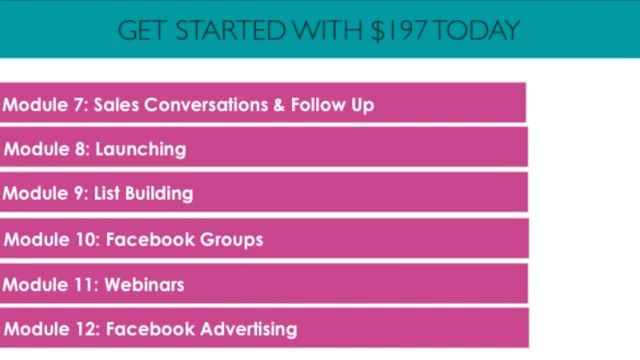 GET STARTED WITH $197 TODAY
Module 7: Sales Conversations & Follow Up
Module 8: Launching
Module 9: List Building
Module 10: Facebook Groups
Module 11: Webinars
Module 12: Facebook Advertising